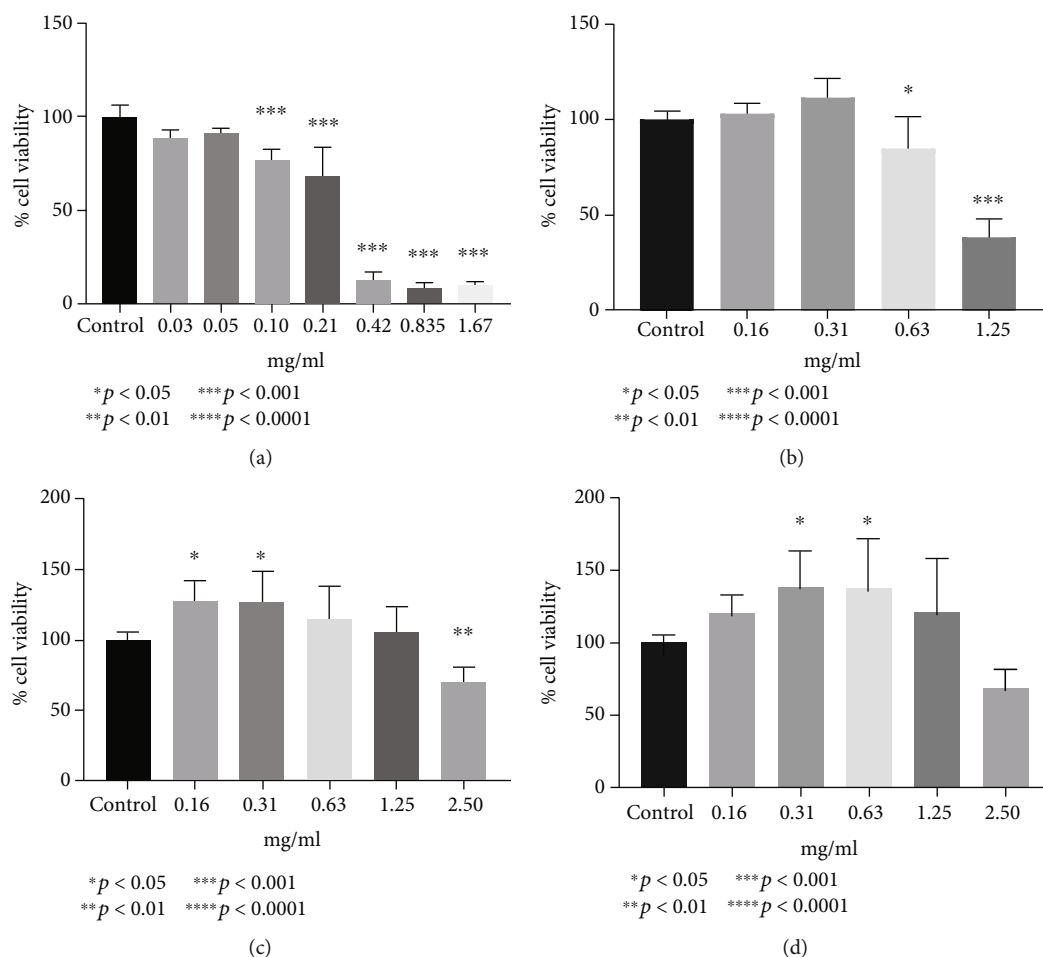 150
100
50
0
% cell viability
*** ***
*** *** ***
Control 0.03 0.05 0.10 0.21 0.42 0.835 1.67
mg/ml
*p < 0.05 ***p < 0.001
**p < 0.01 ****p < 0.0001
(a)
150
100
50
0
% cell viability
*
***
Control 0.16 0.31 0.63 1.25
mg/ml
*p < 0.05 ***p < 0.001
**p < 0.01 ****p < 0.0001
(b)
200
150
100
50
0
% cell viability
* *
**
Control 0.16 0.31 0.63 1.25 2.50
mg/ml
*p < 0.05 ***p < 0.001
**p < 0.01 ****p < 0.0001
(c)
200
150
100
50
0
% cell viability
* *
Control 0.16 0.31 0.63 1.25 2.50
mg/ml
*p < 0.05 ***p < 0.001
**p < 0.01 ****p < 0.0001
(d)